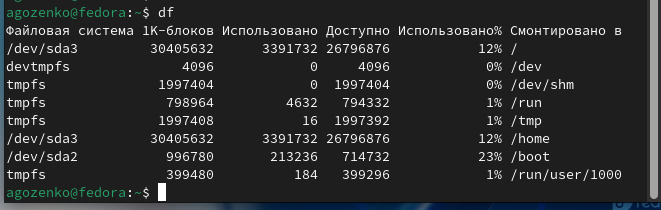 agozenko@fedora:~$ df
Файловая система 1K-блоков Использовано Доступно Использовано% Смонтировано в
/dev/sda3 30405632 3391732 26796876 12% /
devtmpfs 4096 0 4096 0% /dev
tmpfs 1997404 0 1997404 0% /dev/shm
tmpfs 798964 4632 794332 1% /run
tmpfs 1997408 16 1997392 1% /tmp
/dev/sda3 30405632 3391732 26796876 12% /home
/dev/sda2 996780 213236 714732 23% /boot
tmpfs 399480 184 399296 1% /run/user/1000
agozenko@fedora:~$